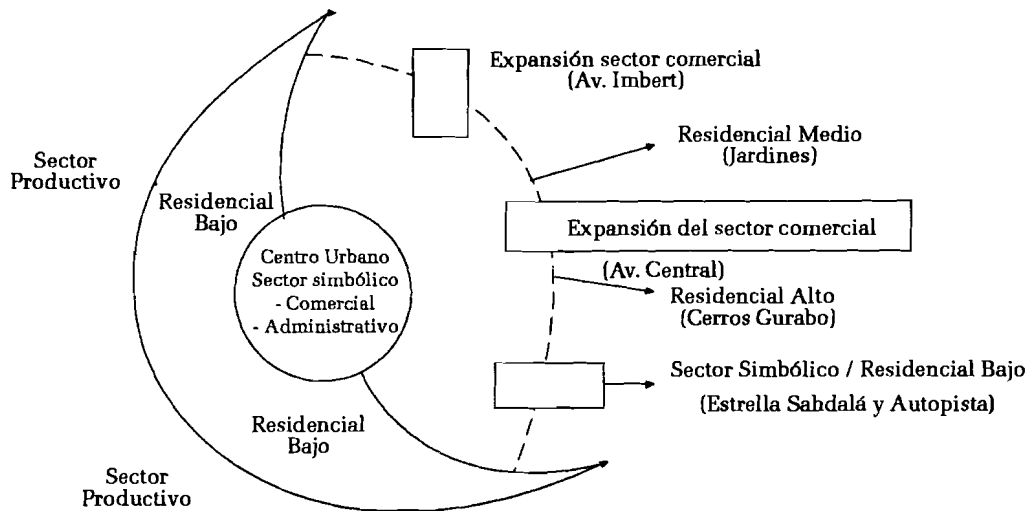 Expansión sector comercial
(Av. Imbert)
Residencial Medio
(Jardines)
Sector
Productivo
Residencial
Bajo
Expansión del sector comercial
Centro Urbano
Sector simbólico
- Comercial
- Administrativo
(Av. Central)
Residencial Alto
(Cerros Gurabo)
Sector Simbólico / Residencial Bajo
(Estrella Sahdalá y Autopista)
Residencial
Bajo
Sector
Productivo